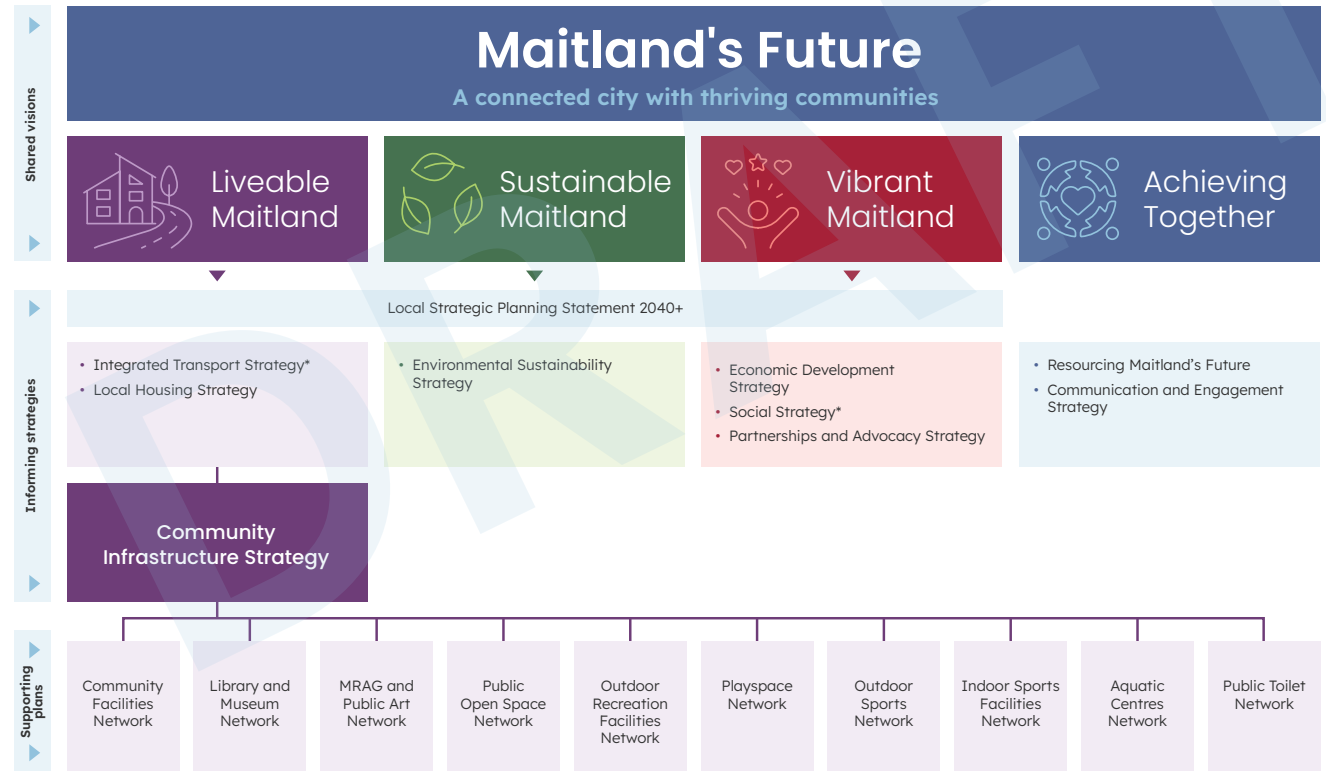 Maitland's Future
A connected city with thriving communities
Shared visions
Liveable
Maitland
Sustainable
Maitland
Vibrant
Maitland
Achieving
Together
Informing strategies
Local Strategic Planning Statement 2040+
• Integrated Transport Strategy*
• Local Housing Strategy
• Environmental Sustainability
Strategy
• Economic Development
Strategy
• Social Strategy*
• Partnerships and Advocacy Strategy
• Resourcing Maitland’s Future
• Communication and Engagement
Strategy
Community
Infrastructure Strategy
Supporting
plans
Community
Facilities
Network
Library and
Museum
Network
MRAG and
Public Art
Network
Public
Open Space
Network
Outdoor
Recreation
Facilities
Network
Playspace
Network
Outdoor
Sports
Network
Indoor Sports
Facilities
Network
Aquatic
Centres
Network
Public Toilet
Network
DRAFT